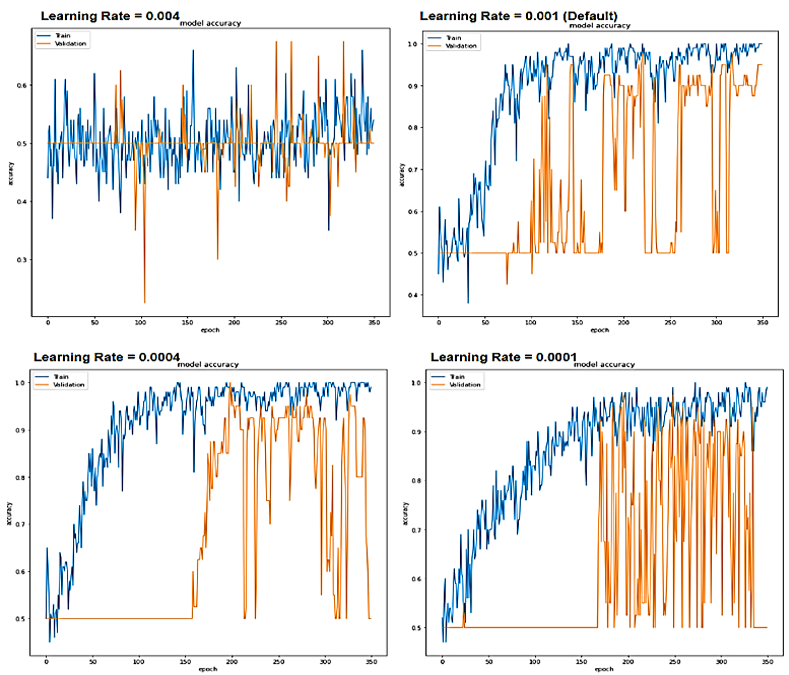 Learning Rate = 0.004
model accuracy
Train
Validation
0.6
0.5
0.4
0.3
accuracy
0 50 100 150 200 250 300 350
epoch
Learning Rate = 0.001 (Default)
model accuracy
Train
Validation
1.0
0.9
0.8
0.7
0.6
0.5
0.4
accuracy
0 50 100 150 200 250 300 350
epoch
Learning Rate = 0.0004
model accuracy
Train
Validation
1.0
0.9
0.8
0.7
0.6
0.5
accuracy
0 50 100 150 200 250 300 350
epoch
Learning Rate = 0.0001
model accuracy
Train
Validation
1.0
0.9
0.8
0.7
0.6
0.5
accuracy
0 50 100 150 200 250 300 350
epoch